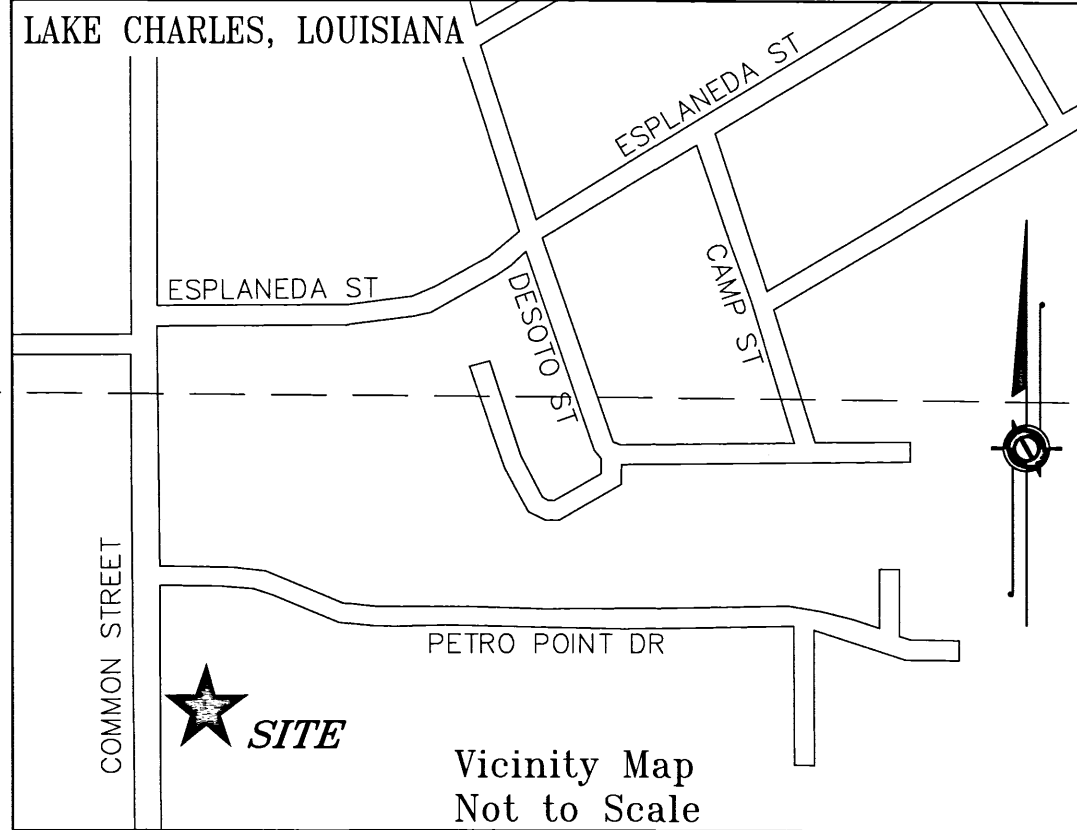 LAKE CHARLES, LOUISIANA
ESPLANEDA ST
ESPLANEDA ST
DESOTO ST
CAMP ST
COMMON STREET
PETRO POINT DR
SITE
Vicinity Map
Not to Scale